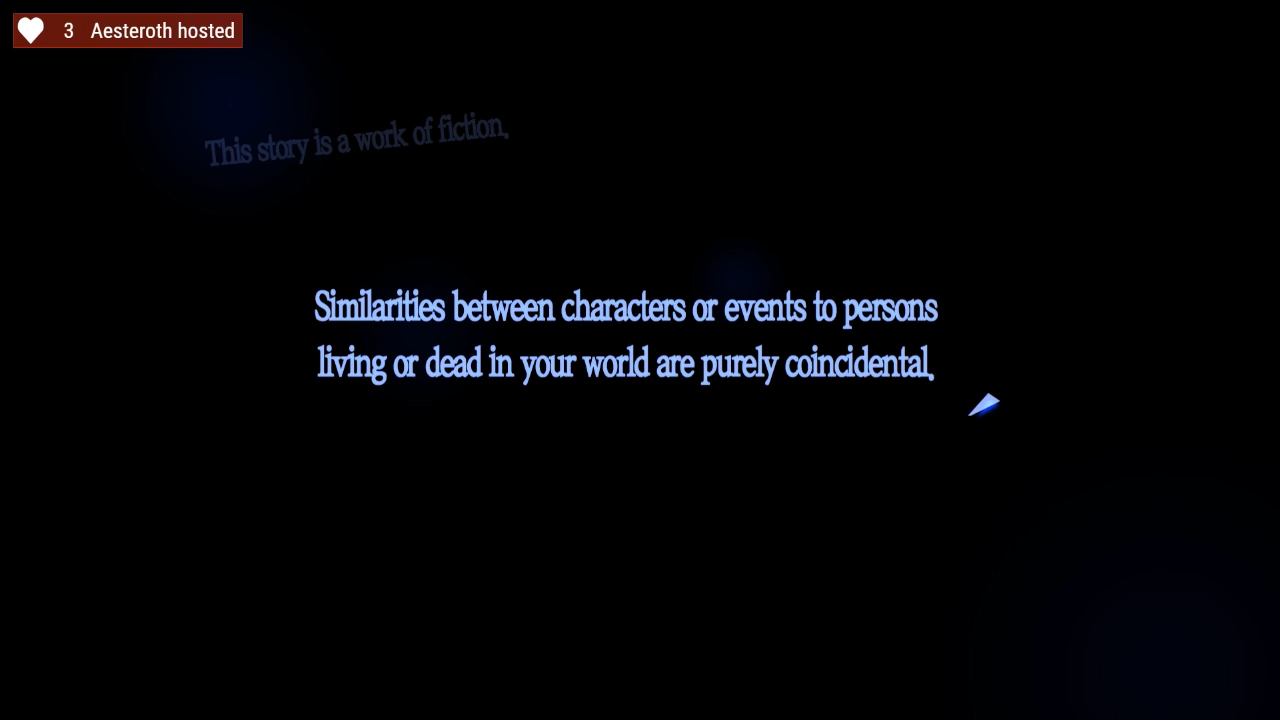 3 Aesteroth hosted
This story is a work of fiction.
Similarities between characters or events to persons
living or dead in your world are purely coincidental.